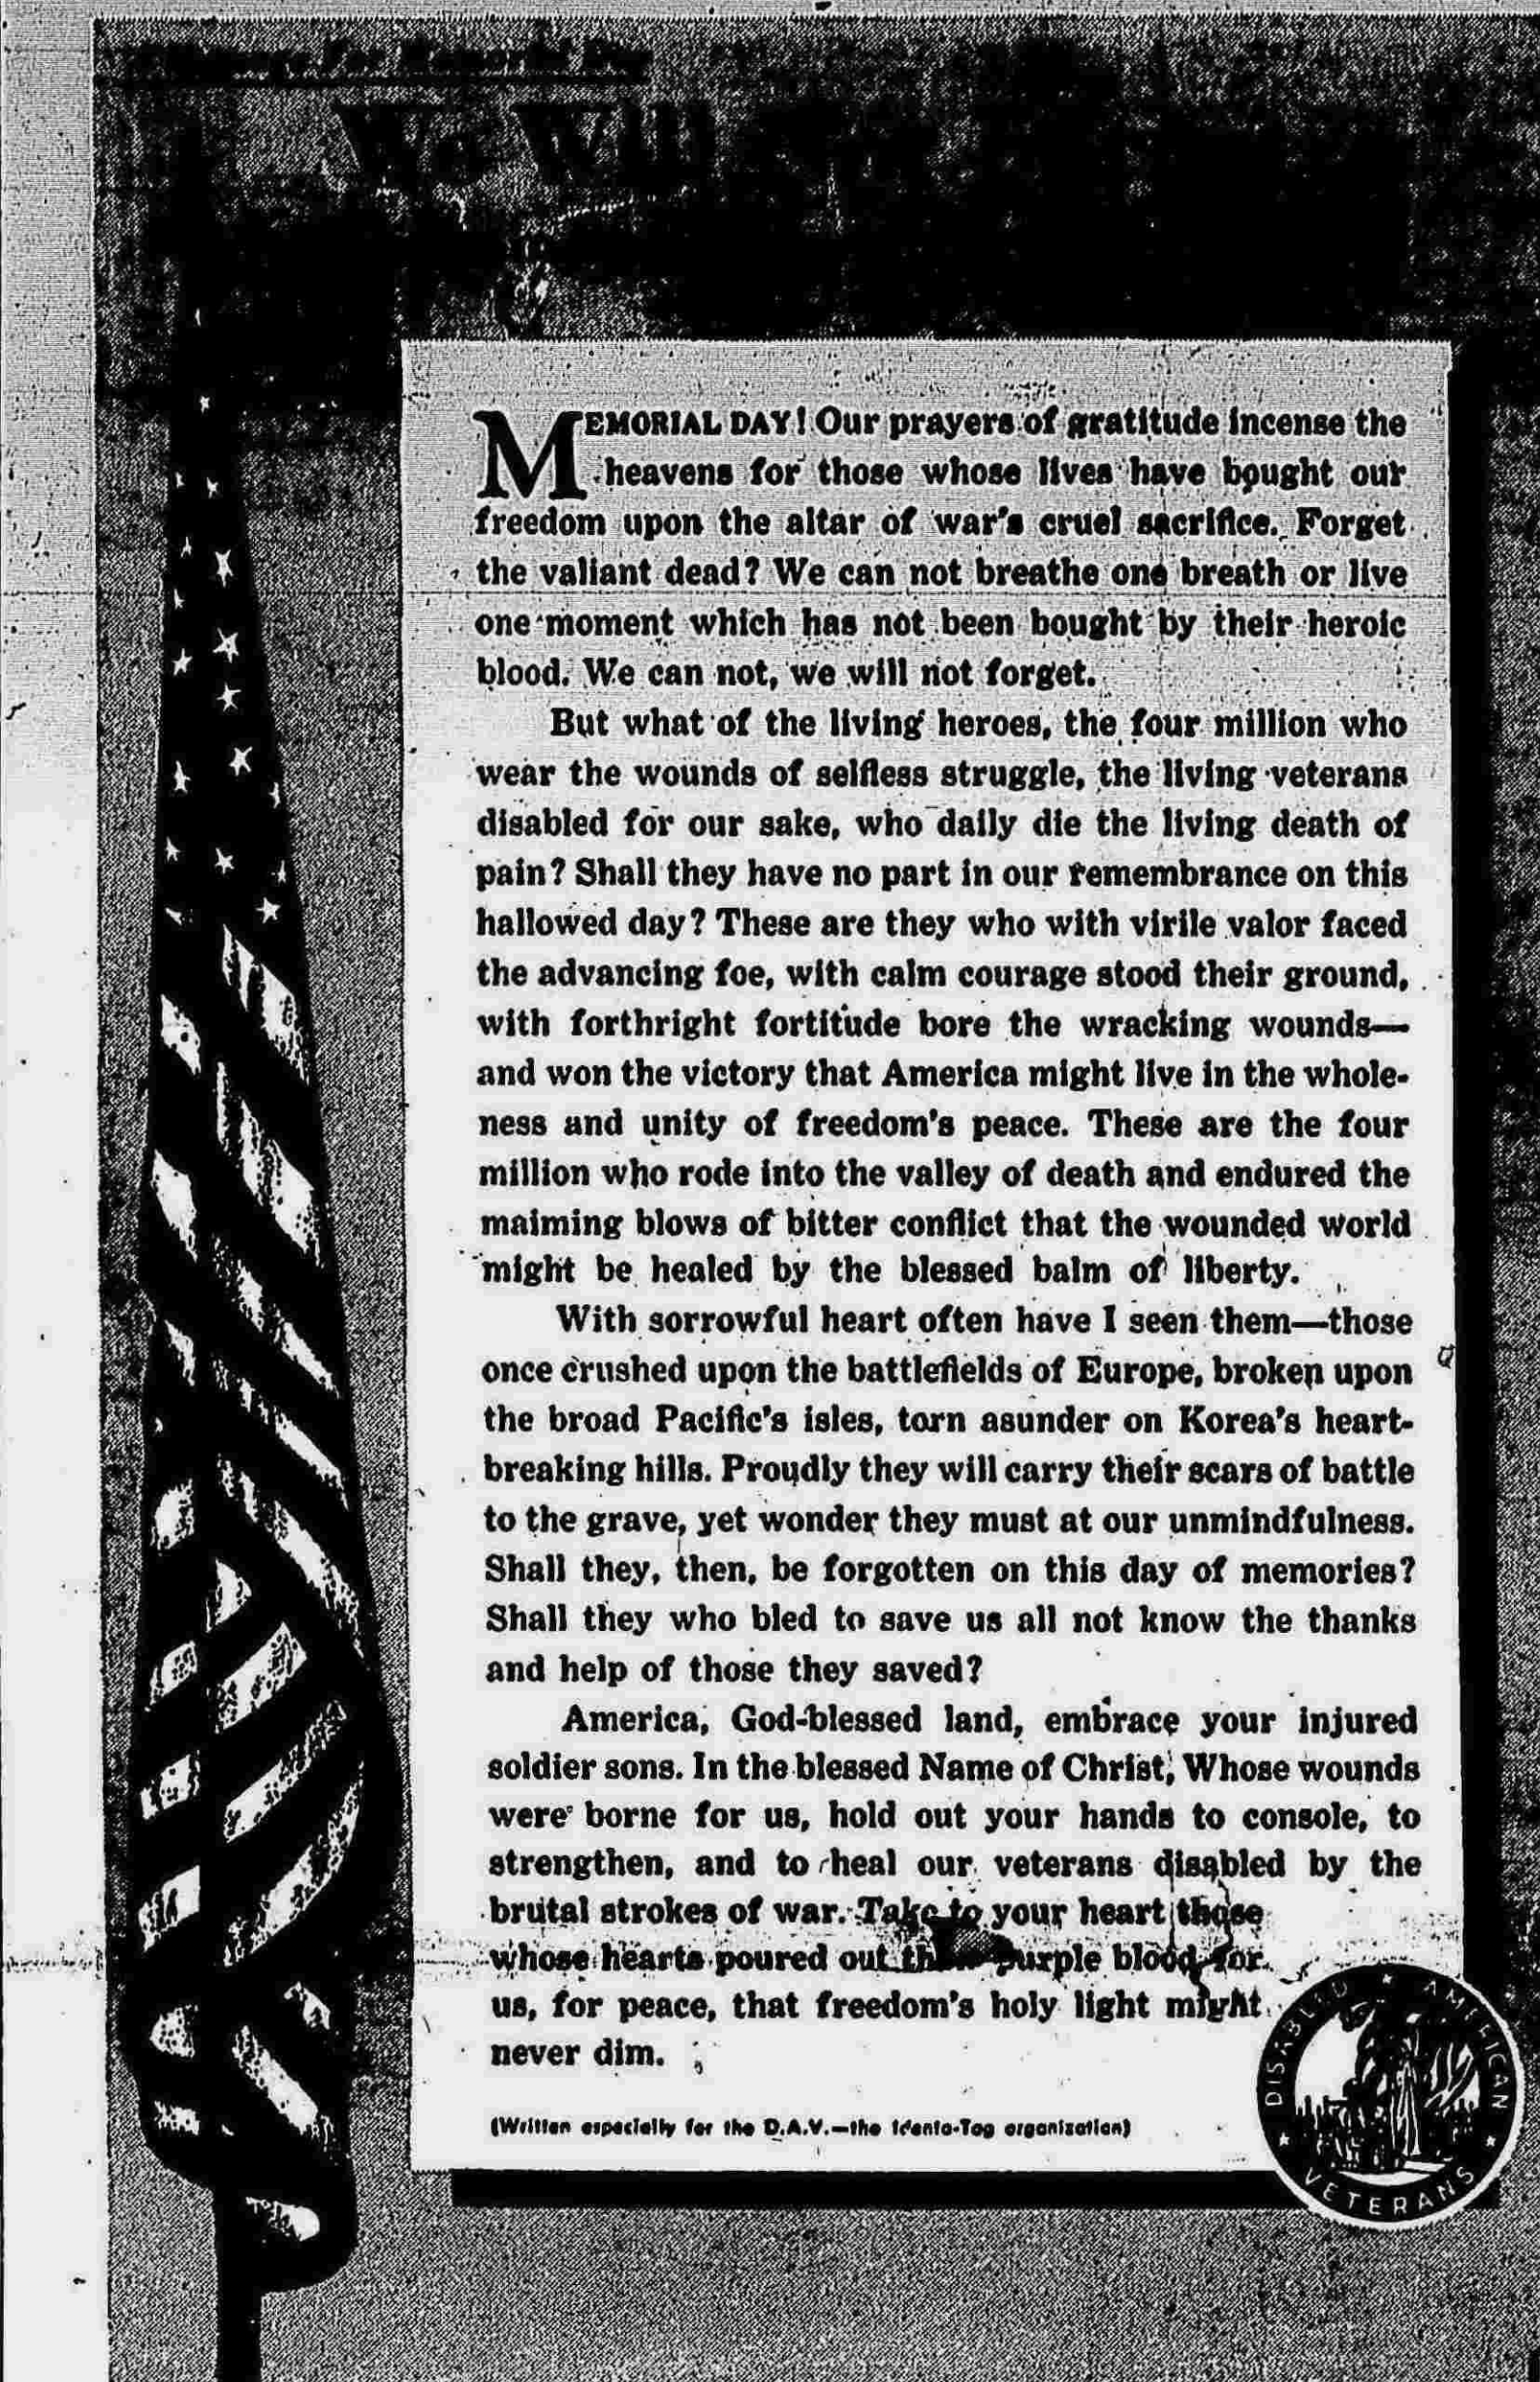 We Will
MEMORIAL DAY! Our prayers of gratitude incense the
heavens for those whose lives have bought our
freedom upon the altar of war's cruel sacrifice. Forget
the valiant dead? We can not breathe one breath or live
one moment which has not been bought by their heroic
blood. We can not, we will not forget.
But what of the living heroes, the four million who
wear the wounds of selfless struggle, the living veterans
disabled for our sake, who daily die the living death of
pain? Shall they have no part in our remembrance on this
hallowed day? These are they who with virile valor faced
the advancing foe, with calm courage stood their ground,
with forthright fortitude bore the wracking wounds—
and won the victory that America might live in the whole-
ness and unity of freedom's peace. These are the four
million who rode into the valley of death and endured the
maiming blows of bitter conflict that the wounded world
might be healed by the blessed balm of liberty.
With sorrowful heart often have I seen them—those
once crushed upon the battlefields of Europe, broken upon
the broad Pacific's isles, torn asunder on Korea's heart-
breaking hills. Proudly they will carry their scars of battle
to the grave, yet wonder they must at our unmindfulness.
Shall they, then, be forgotten on this day of memories?
Shall they who bled to save us all not know the thanks
and help of those they saved?
America, God-blessed land, embrace your injured
soldier sons. In the blessed Name of Christ, Whose wounds
were borne for us, hold out your hands to console, to
strengthen, and to heal our veterans disabled by the
brutal strokes of war. Take to your heart those
whose hearts poured out purple blood for
us, for peace, that freedom's holy light might
never dim.
(Written especially for the D.A.V.—the Idento-Tag organization)
DISABLED AMERICAN VETERANS